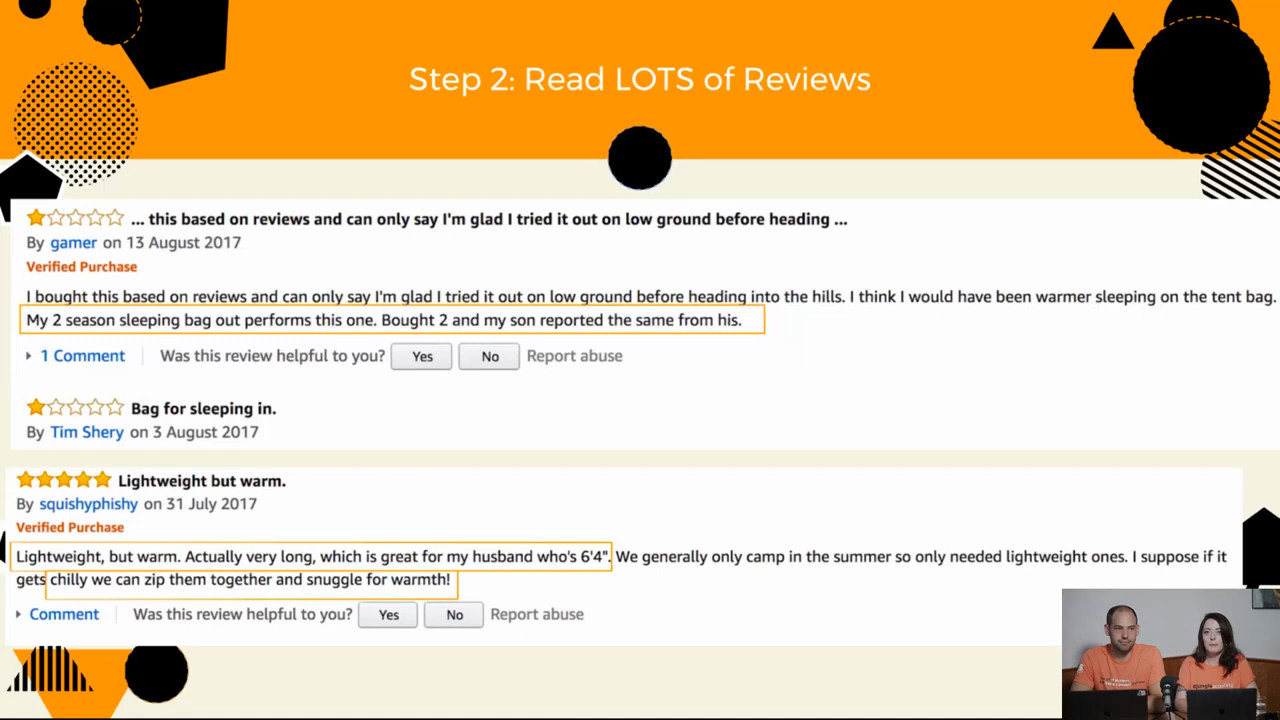 Step 2: Read LOTS of Reviews
... this based on reviews and can only say I'm glad I tried it out on low ground before heading ...
By gamer on 13 August 2017
Verified Purchase
I bought this based on reviews and can only say I'm glad I tried it out on low ground before heading into the hills. I think I would have been warmer sleeping on the tent bag.
My 2 season sleeping bag out performs this one. Bought 2 and my son reported the same from his.
1 Comment Was this review helpful to you? Yes No Report abuse
Bag for sleeping in.
By Tim Shery on 3 August 2017
Lightweight but warm.
By squishyphishy on 31 July 2017
Verified Purchase
Lightweight, but warm. Actually very long, which is great for my husband who's 6'4". We generally only camp in the summer so only needed lightweight ones. I suppose if it
gets chilly we can zip them together and snuggle for warmth!
Comment Was this review helpful to you? Yes No Report abuse